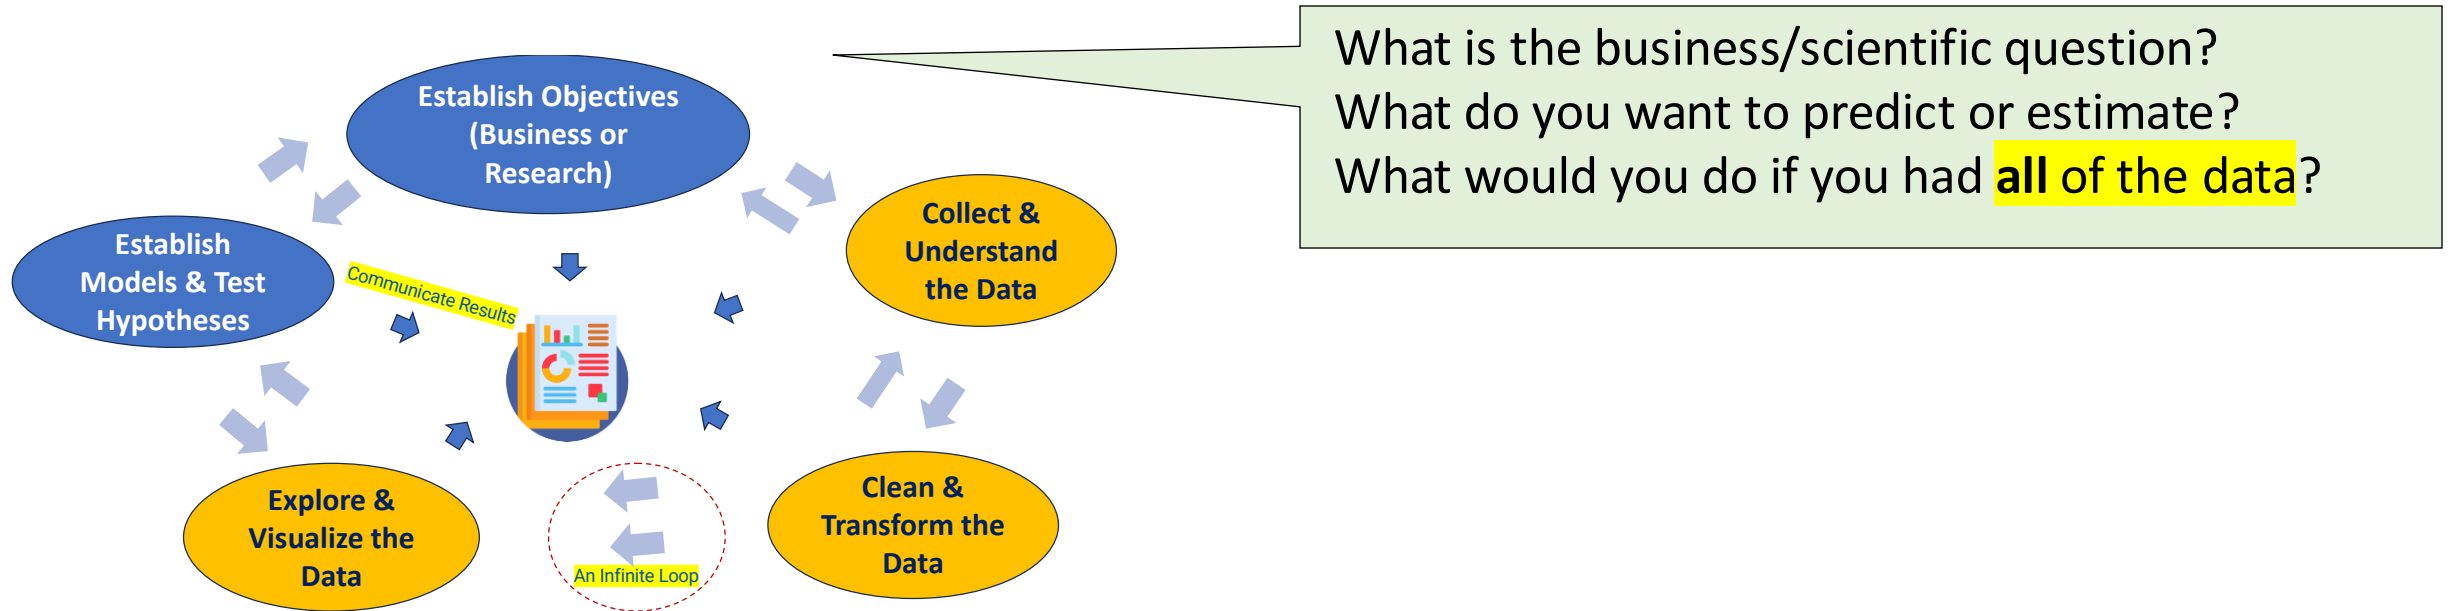 What is the business/scientific question?
What do you want to predict or estimate?
What would you do if you had all of the data?
Establish Objectives
(Business or
Research)
Collect &
Understand
the Data
Establish
Models & Test
Hypotheses
Communicate Results
Explore &
Visualize the
Data
An Infinite Loop
Clean &
Transform the
Data